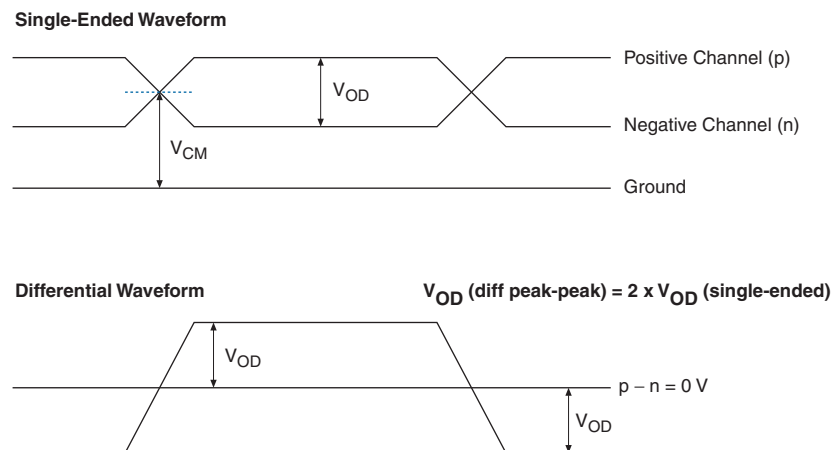 Single-Ended Waveform
Positive Channel (p)
VOD
Negative Channel (n)
VCM
Ground
Differential Waveform
VOD (diff peak-peak) = 2 x VOD (single-ended)
VOD
p – n = 0 V
VOD